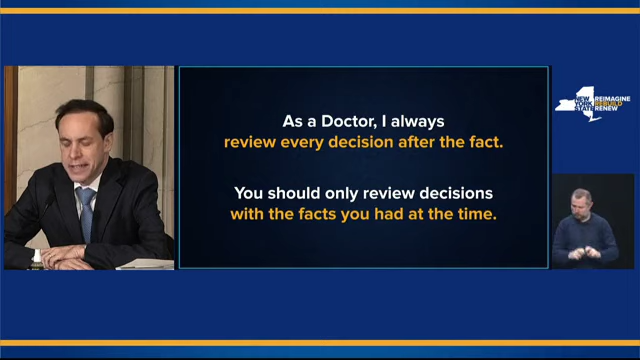 As a Doctor, I always
review every decision after the fact.
You should only review decisions
with the facts you had at the time.
NEW
YORK
STATE
REIMAGINE
REBUILD
RENEW